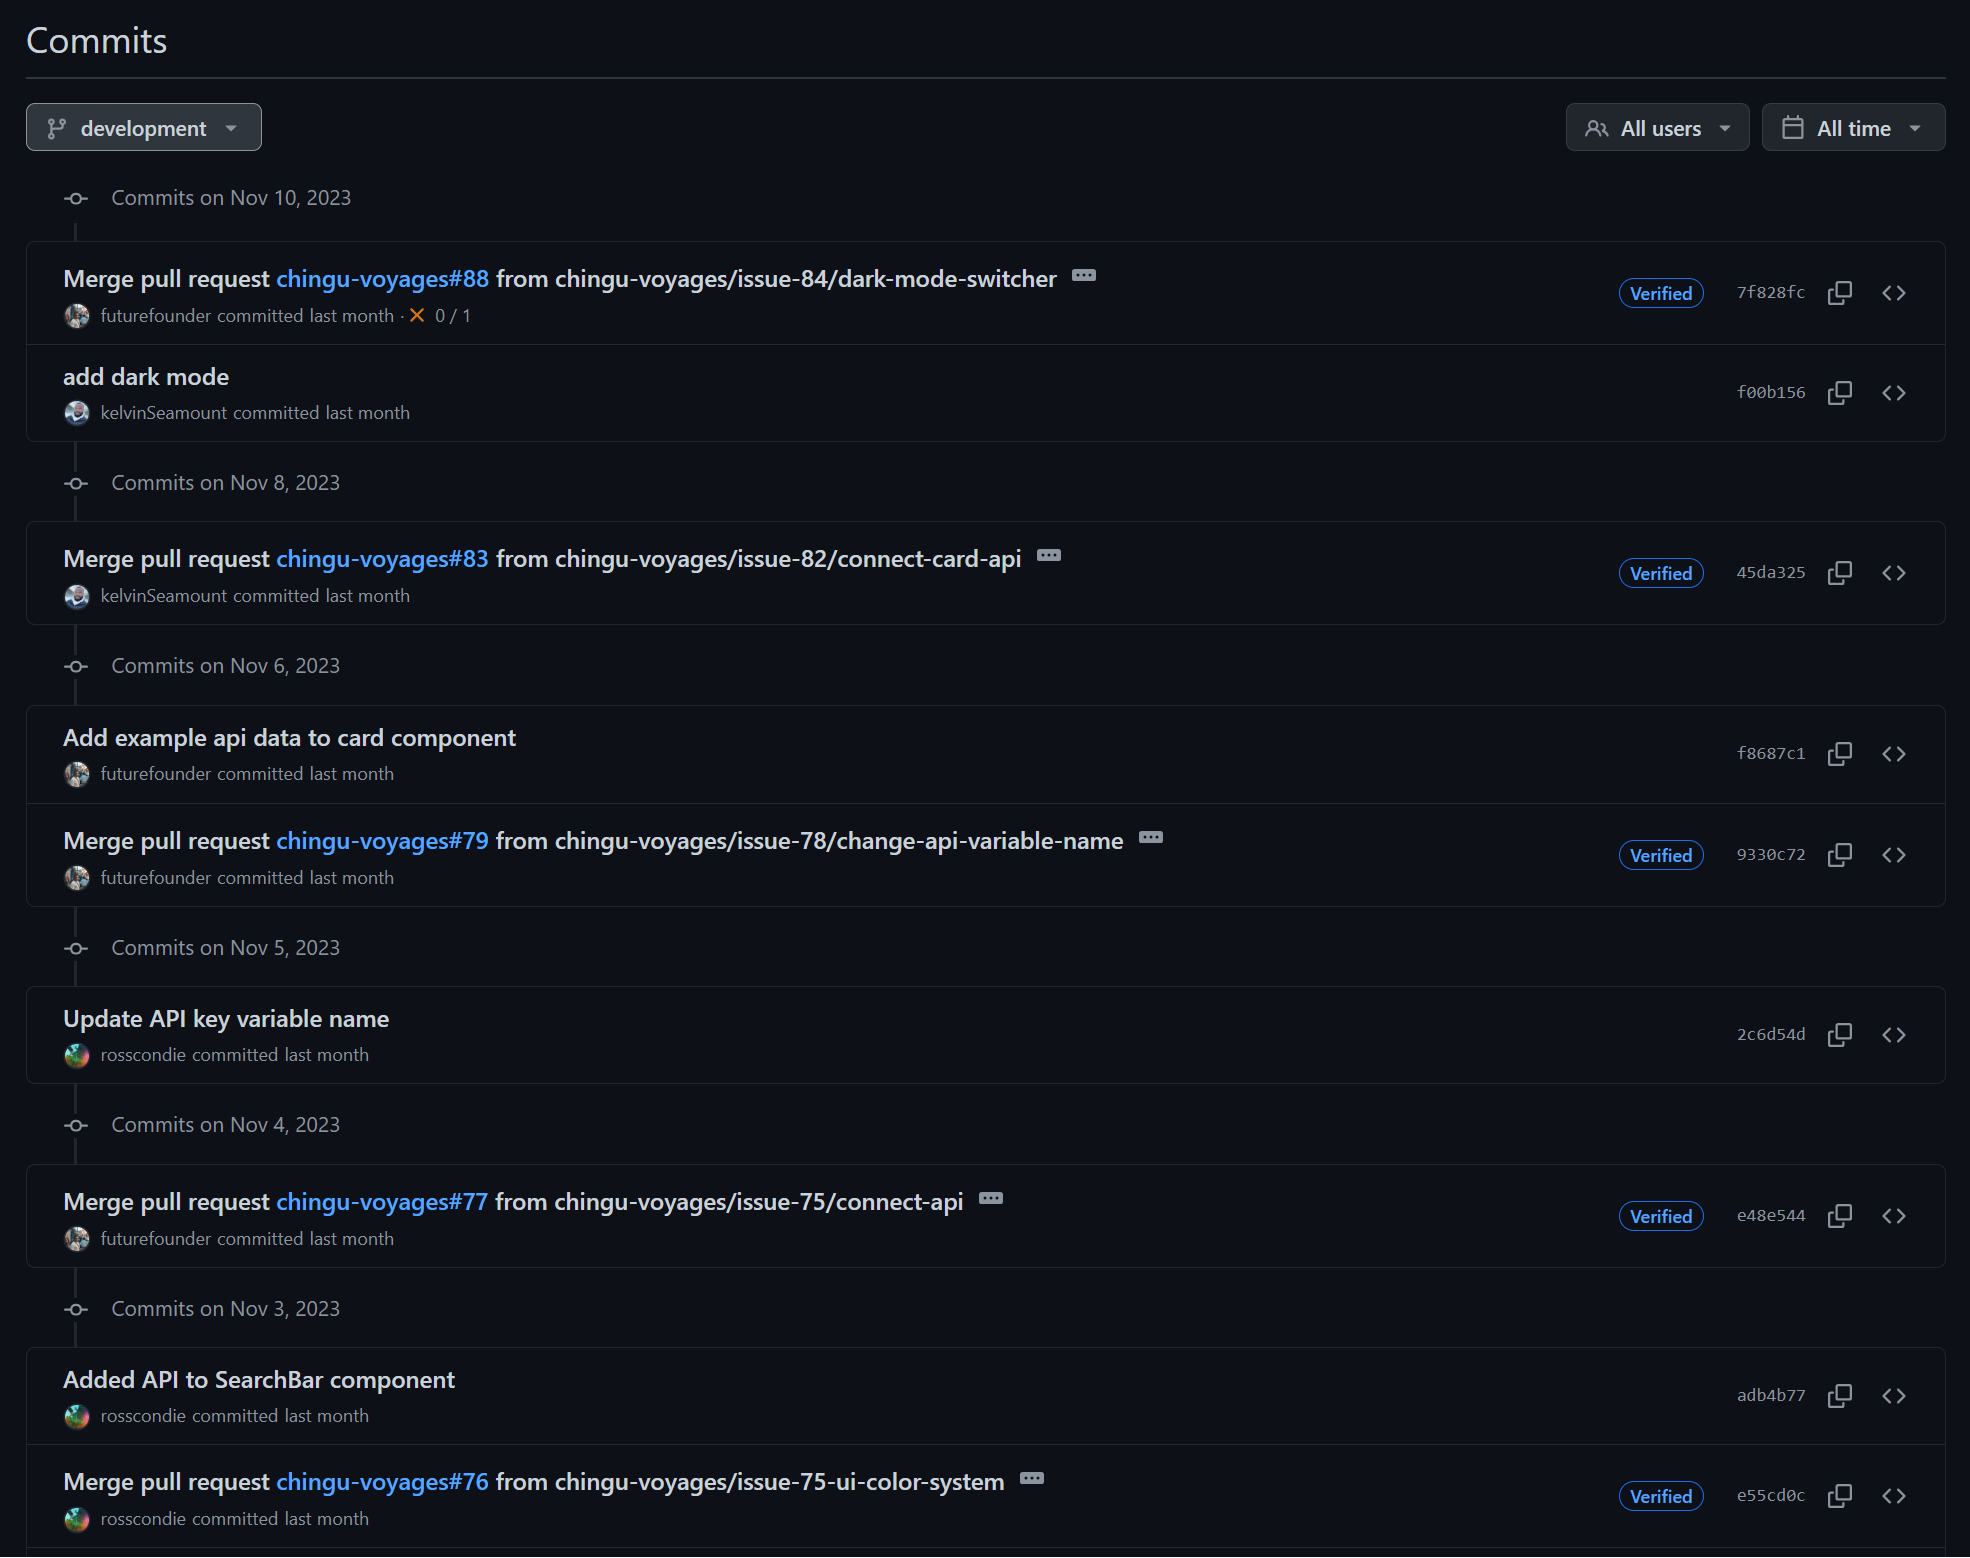 Commits
development
All users
All time
Commits on Nov 10, 2023
Merge pull request chingu-voyages#88 from chingu-voyages/issue-84/dark-mode-switcher
Verified
7f828fc
futurefounder committed last month · 0 / 1
add dark mode
f00b156
kelvinSeamount committed last month
Commits on Nov 8, 2023
Merge pull request chingu-voyages#83 from chingu-voyages/issue-82/connect-card-api
Verified
45da325
kelvinSeamount committed last month
Commits on Nov 6, 2023
Add example api data to card component
f8687c1
futurefounder committed last month
Merge pull request chingu-voyages#79 from chingu-voyages/issue-78/change-api-variable-name
Verified
9330c72
futurefounder committed last month
Commits on Nov 5, 2023
Update API key variable name
2c6d54d
rosscondie committed last month
Commits on Nov 4, 2023
Merge pull request chingu-voyages#77 from chingu-voyages/issue-75/connect-api
Verified
e48e544
futurefounder committed last month
Commits on Nov 3, 2023
Added API to SearchBar component
adb4b77
rosscondie committed last month
Merge pull request chingu-voyages#76 from chingu-voyages/issue-75-ui-color-system
Verified
e55cd0c
rosscondie committed last month